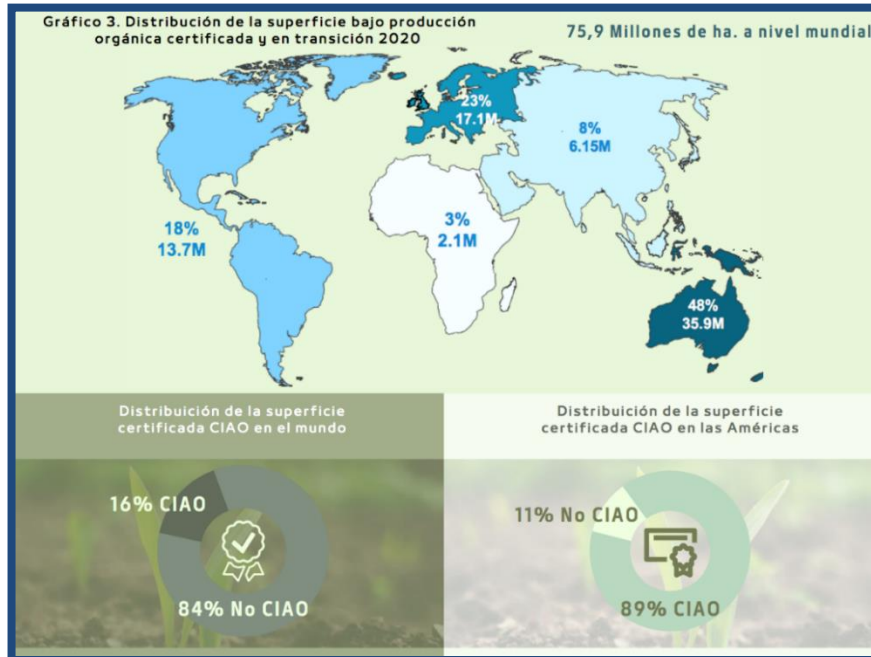 Gráfico 3. Distribución de la superficie bajo producción
orgánica certificada y en transición 2020
75,9 Millones de ha. a nivel mundial
23%
17.1M
8%
6.15M
18%
13.7M
3%
2.1M
48%
35.9M
Distribuición de la superficie
certificada CIAO en el mundo
16% CIAO
84% No CIAO
Distribuición de la superficie
certificada CIAO en las Américas
11% No CIAO
89% CIAO